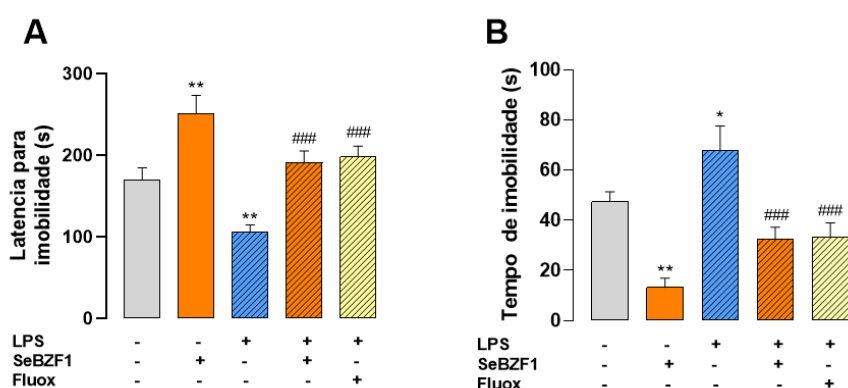 A
Latencia para
imobilidade (s)
300
200
100
0
**
**
###
###
LPS - - + + +
SeBZF1 - + - + -
Fluox - - - - +
B
Tempo de imobilidade (s)
100
80
60
40
20
0
**
*
###
###
LPS - - + + +
SeBZF1 - + - + -
Fluox - - - - +